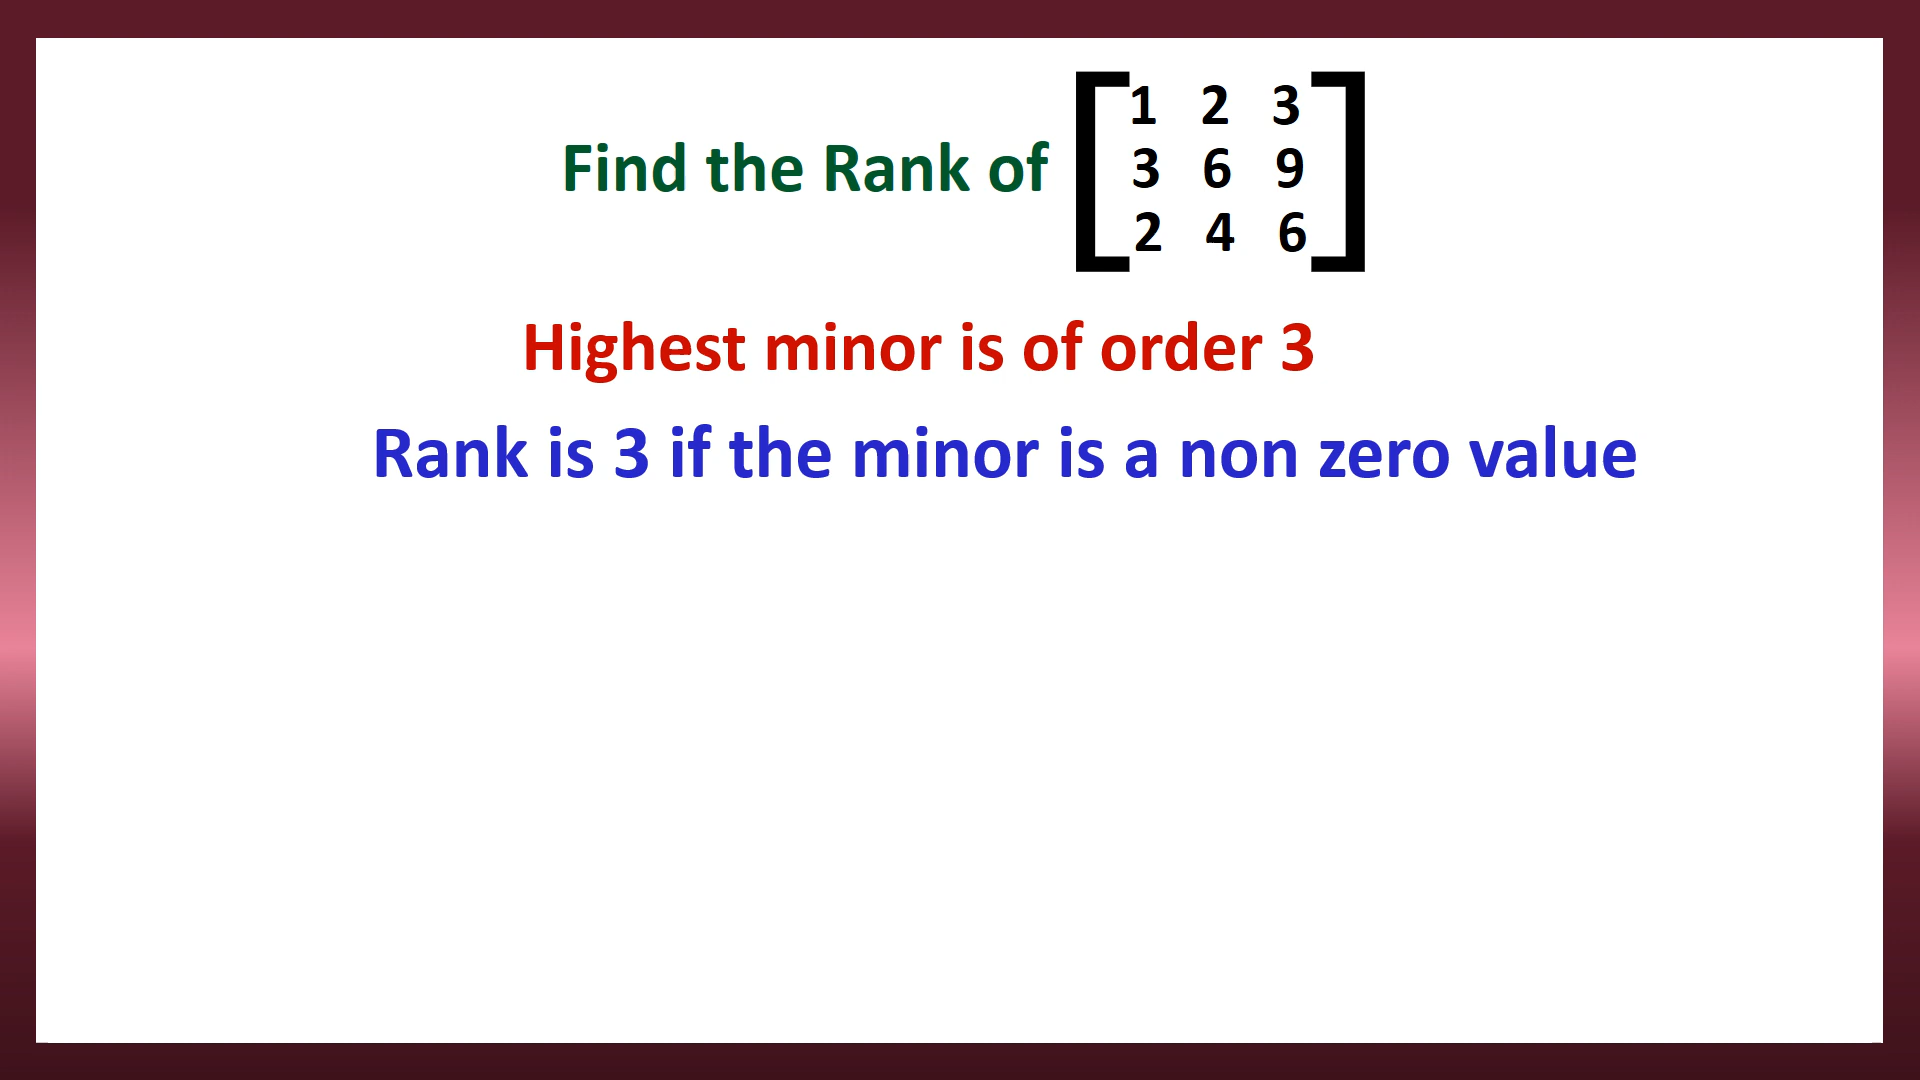 1 2 3
Find the Rank of 3 6 9
2 4 6
Highest minor is of order 3
Rank is 3 if the minor is a non zero value